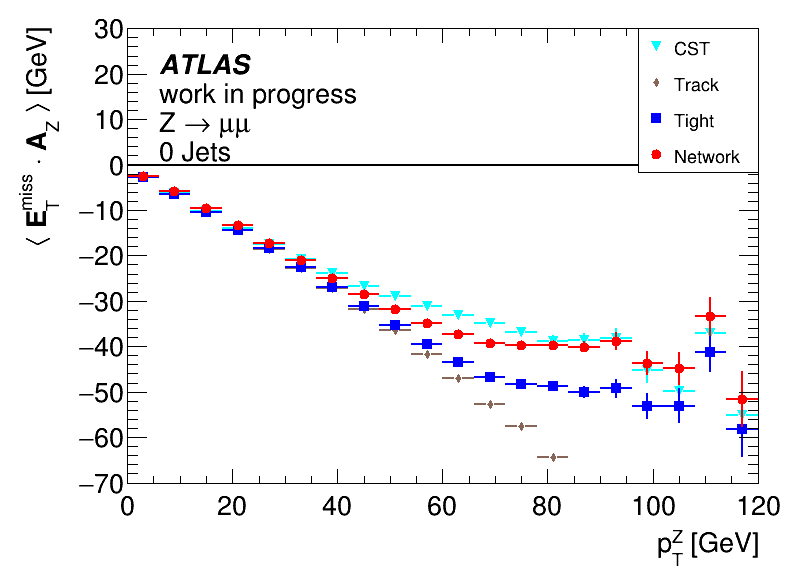 ⟨ E_T^miss · A_Z ⟩ [GeV]
30
20
10
0
−10
−20
−30
−40
−50
−60
−70
ATLAS
work in progress
Z → μμ
0 Jets
CST
Track
Tight
Network
0 20 40 60 80 100 120
p_T^Z [GeV]